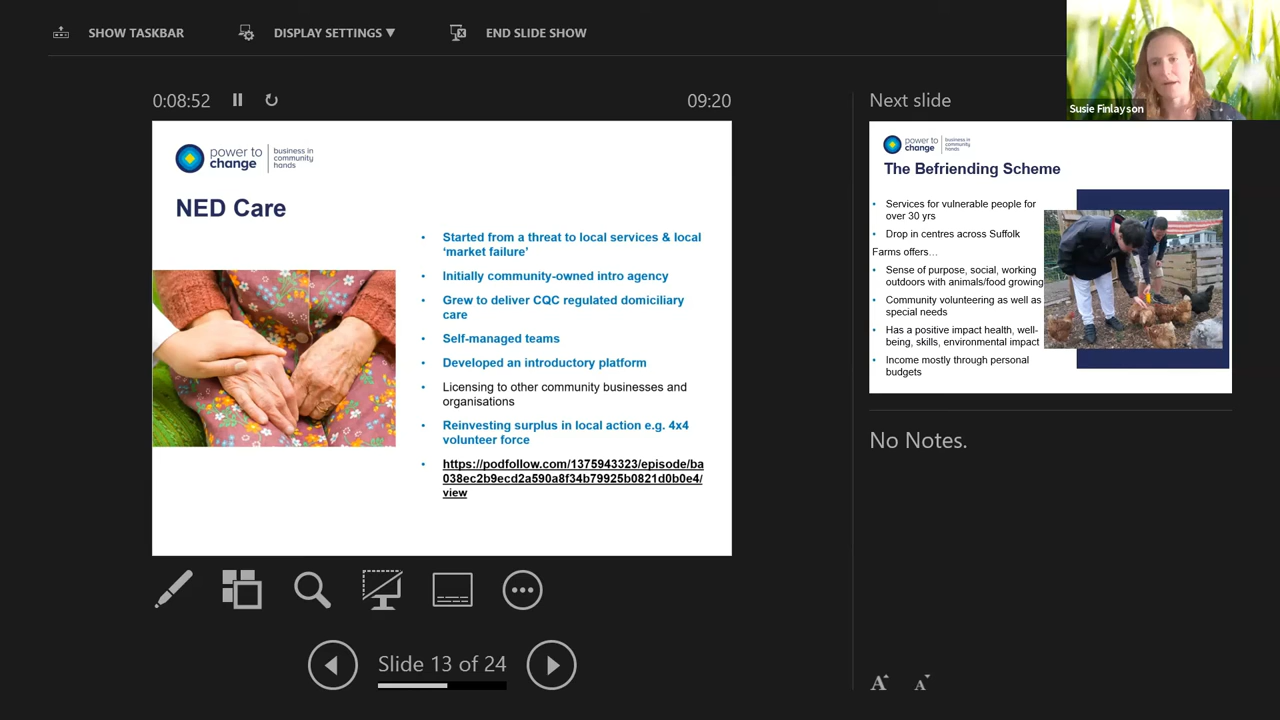 SHOW TASKBAR
DISPLAY SETTINGS ▼
END SLIDE SHOW
Susie Finlayson
0:08:52
09:20
power to
change
business in
community
hands
NED Care
• Started from a threat to local services & local
‘market failure’
• Initially community-owned intro agency
• Grew to deliver CQC regulated domiciliary
care
• Self-managed teams
• Developed an introductory platform
• Licensing to other community businesses and
organisations
• Reinvesting surplus in local action e.g. 4x4
volunteer force
• https://podfollow.com/1375943323/episode/ba
038ec2b9ecd2a590a8f34b79925b0821d0b0e4/
view
Slide 13 of 24
Next slide
power to
change
business in
community
hands
The Befriending Scheme
• Services for vulnerable people for
over 30 yrs
• Drop in centres across Suffolk
Farms offers…
• Sense of purpose, social, working
outdoors with animals/food growing
• Community volunteering as well as
special needs
• Has a positive impact health, well-
being, skills, environmental impact
• Income mostly through personal
budgets
No Notes.
A A